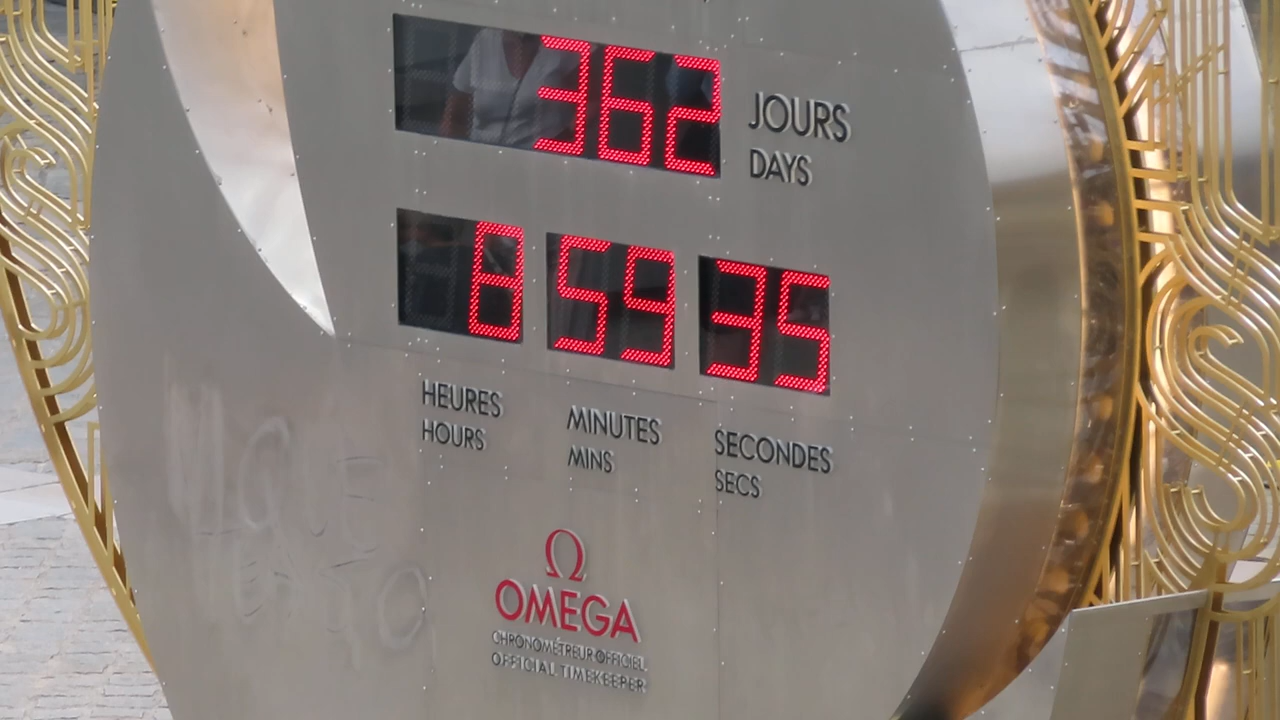 362
JOURS
DAYS
8 59 35
HEURES
HOURS
MINUTES
MINS
SECONDES
SECS
Ω
OMEGA
CHRONOMÉTREUR OFFICIEL
OFFICIAL TIMEKEEPER